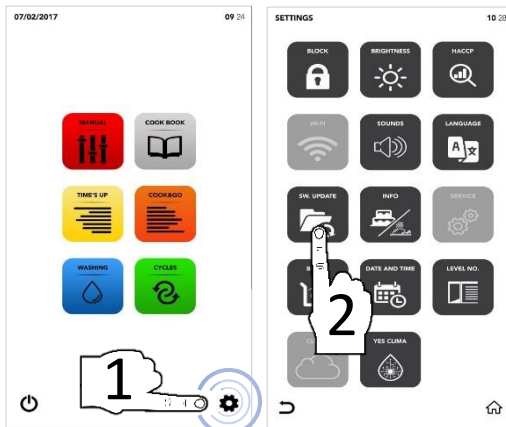 07/02/2017 09 24
MANUAL COOK BOOK
TIME'S UP COOK&GO
WASHING CYCLES
1
SETTINGS 10 28
BLOCK BRIGHTNESS HACCP
WI-FI SOUNDS LANGUAGE
A
SW. UPDATE INFO SERVICE
DATE AND TIME LEVEL NO.
2
YES CLIMA